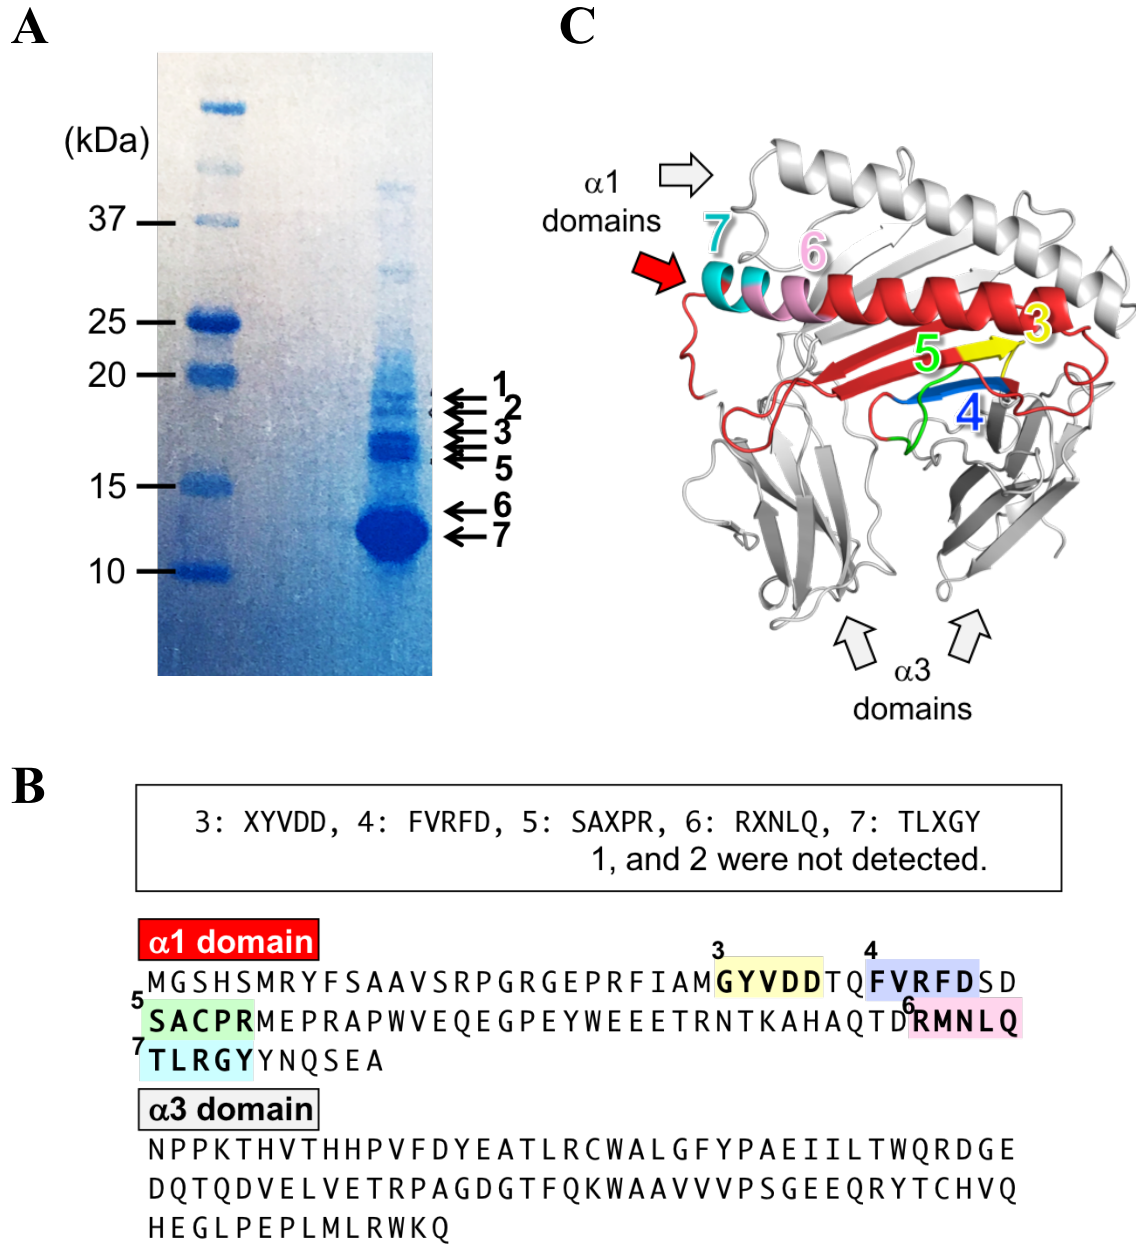 A
(kDa)
37
25
20
15
10
1
2
3
5
6
7
C
α1
domains
7
6
3
5
4
α3
domains
B
3: XYVDD, 4: FVRFD, 5: SAXPR, 6: RXNLQ, 7: TLXGY
1, and 2 were not detected.
α1 domain
3 4
MGSHSMRYFSAAVSRPGRGEPRFIAMGYVDDTQFVRFDSD
5 6
SACPRMEPRAPWVEQEGPEYWEEETRNTKAHAQTDRMNLQ
7
TLRGYYNQSEA
α3 domain
NPPKTHVTHHPVFDYEATLRCWALGFYPAEIILTWQRDGE
DQTQDVELVETRPAGDGTFQKWAAVVVPSGEEQRYTCHVQ
HEGLPEPLMLRWKQ